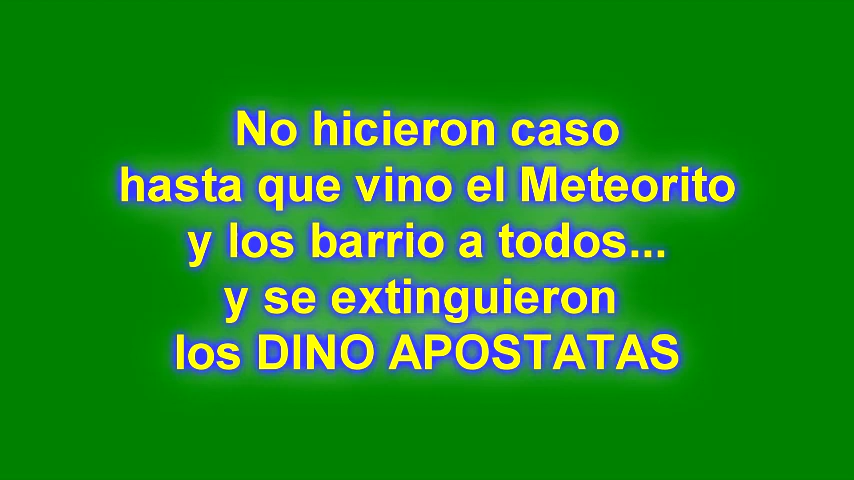 No hicieron caso
hasta que vino el Meteorito
y los barrio a todos...
y se extinguieron
los DINO APOSTATAS